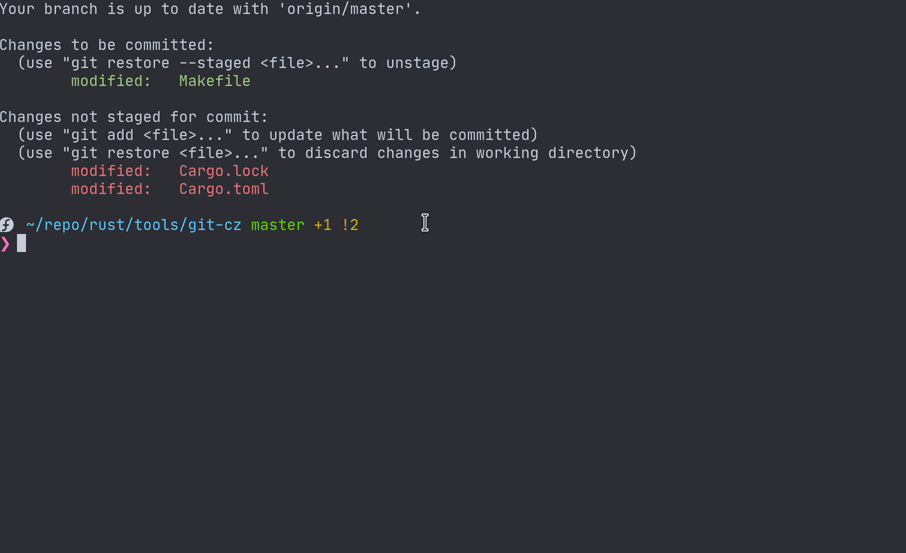 Your branch is up to date with 'origin/master'.
Changes to be committed:
(use "git restore --staged <file>..." to unstage)
modified:   Makefile
Changes not staged for commit:
(use "git add <file>..." to update what will be committed)
(use "git restore <file>..." to discard changes in working directory)
modified:   Cargo.lock
modified:   Cargo.toml
~/repo/rust/tools/git-cz master +1 !2
❯